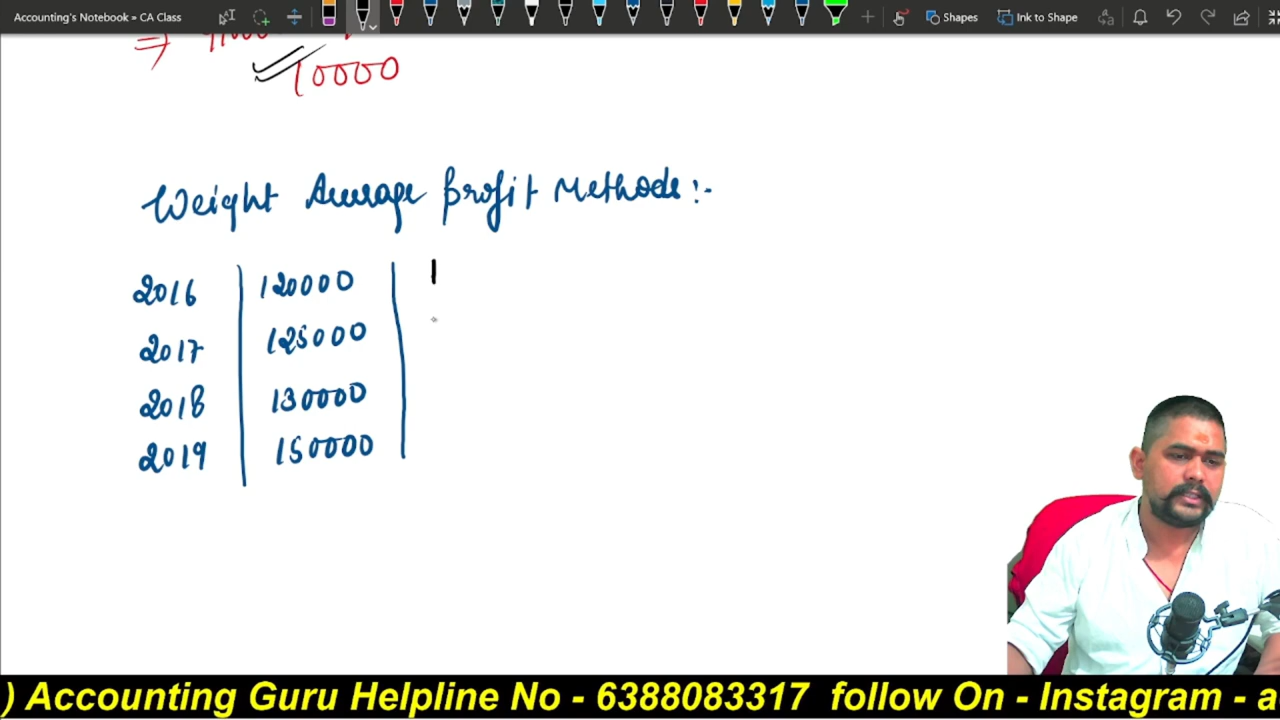 Accounting's Notebook » CA Class
Shapes
Ink to Shape
10000
Weight Average profit Methode :-
2016 | 120000 | 1
2017 | 125000
2018 | 130000
2019 | 150000
) Accounting Guru Helpline No - 6388083317 follow On - Instagram - a